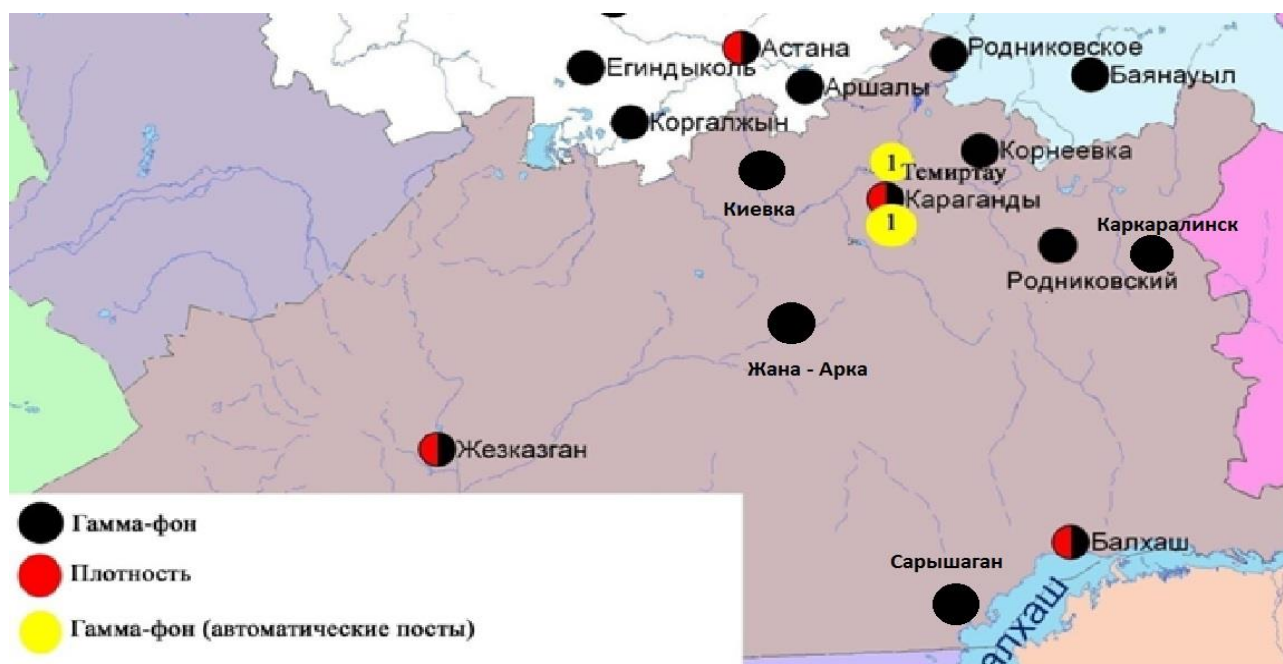 Астана
Родниковское
Егиндыколь
Баянауыл
Аршалы
Коргалжын
Корнеевка
1
Темиртау
Киевка
Караганды
1
Каркаралинск
Родниковский
Жана - Арка
Жезказган
Гамма-фон
Плотность
Гамма-фон (автоматические посты)
Балхаш
Сарышаган
алхаш